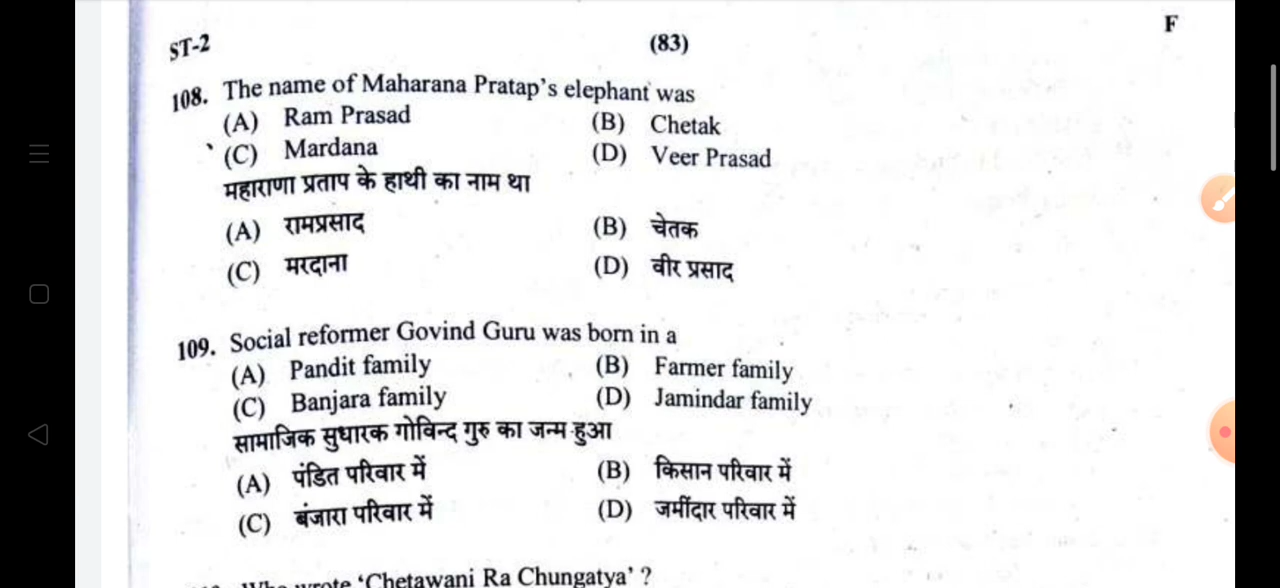 ST-2 (83) F
108. The name of Maharana Pratap's elephant was
(A) Ram Prasad (B) Chetak
(C) Mardana (D) Veer Prasad
महाराणा प्रताप के हाथी का नाम था
(A) रामप्रसाद (B) चेतक
(C) मरदाना (D) वीर प्रसाद
109. Social reformer Govind Guru was born in a
(A) Pandit family (B) Farmer family
(C) Banjara family (D) Jamindar family
सामाजिक सुधारक गोविन्द गुरु का जन्म हुआ
(A) पंडित परिवार में (B) किसान परिवार में
(C) बंजारा परिवार में (D) जमींदार परिवार में
Who wrote 'Chetawani Ra Chungatya' ?